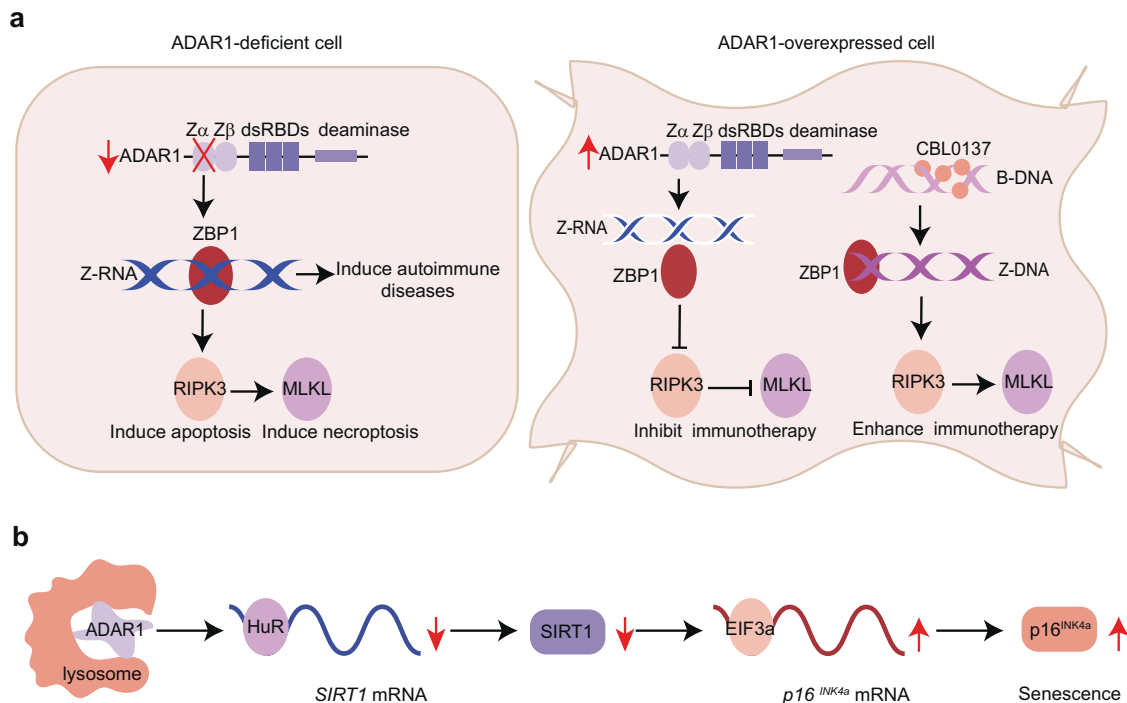 a
ADAR1-deficient cell
Zα Zβ dsRBDs deaminase
ADAR1
ZBP1
Z-RNA
Induce autoimmune
diseases
RIPK3
MLKL
Induce apoptosis
Induce necroptosis
ADAR1-overexpressed cell
Zα Zβ dsRBDs deaminase
ADAR1
Z-RNA
ZBP1
RIPK3
MLKL
Inhibit immunotherapy
CBL0137
B-DNA
ZBP1
Z-DNA
RIPK3
MLKL
Enhance immunotherapy
b
ADAR1
lysosome
HuR
SIRT1 mRNA
SIRT1
EIF3a
p16 INK4a mRNA
p16INK4a
Senescence